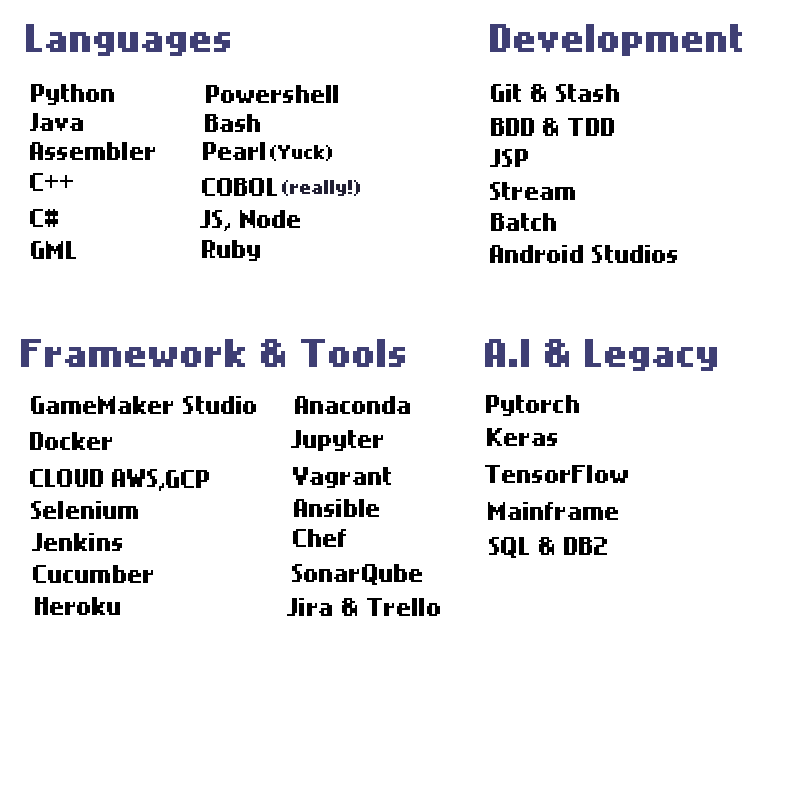 Languages
Python
Java
Assembler
C++
C#
GML
Powershell
Bash
Pearl (Yuck)
COBOL (really!)
JS, Node
Ruby
Development
Git & Stash
BDD & TDD
JSP
Stream
Batch
Android Studios
Framework & Tools
GameMaker Studio
Docker
CLOUD AWS,GCP
Selenium
Jenkins
Cucumber
Heroku
Anaconda
Jupyter
Vagrant
Ansible
Chef
SonarQube
Jira & Trello
A.I & Legacy
Pytorch
Keras
TensorFlow
Mainframe
SQL & DB2